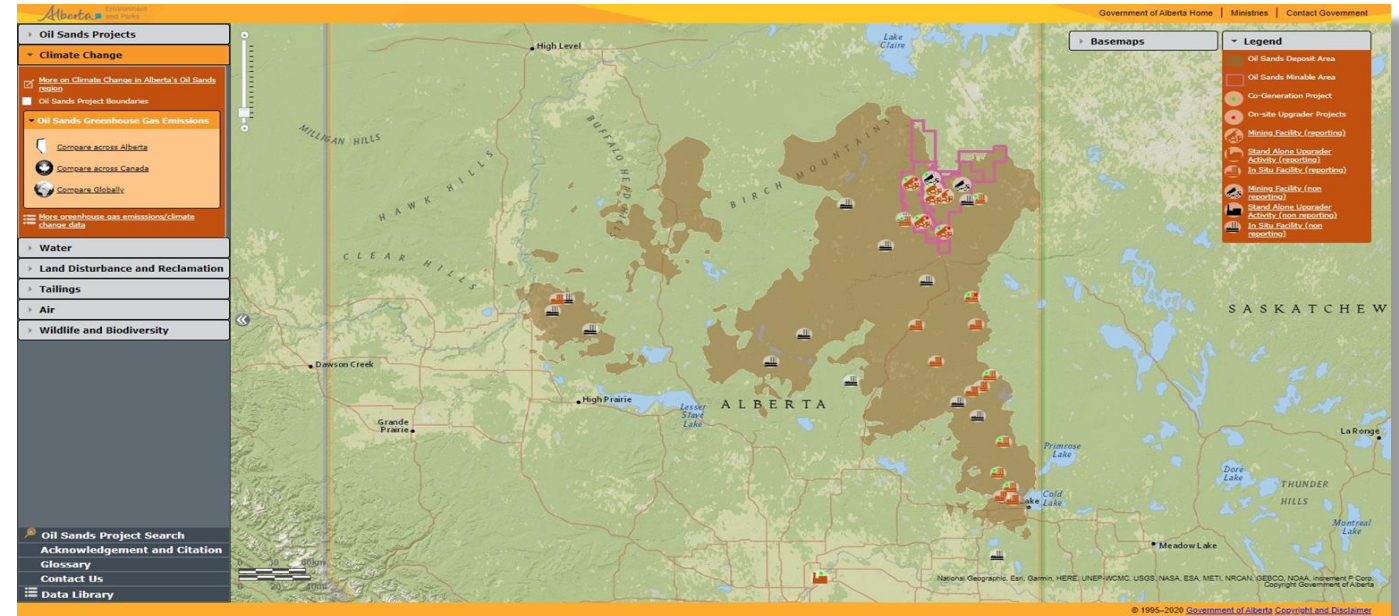 Alberta Environment and Parks
Government of Alberta Home | Ministries | Contact Government
Oil Sands Projects
Climate Change
More on Climate Change in Alberta's Oil Sands
region
Oil Sands Project Boundaries
Oil Sands Greenhouse Gas Emissions
Compare across Alberta
Compare across Canada
Compare Globally
More greenhouse gas emisssions/climate
change data
Water
Land Disturbance and Reclamation
Tailings
Air
Wildlife and Biodiversity
Oil Sands Project Search
Acknowledgement and Citation
Glossary
Contact Us
Data Library
Basemaps
Legend
Oil Sands Deposit Area
Oil Sands Minable Area
Co-Generation Project
On-site Upgrader Projects
Mining Facility (reporting)
Stand Alone Upgrader
Activity (reporting)
In Situ Facility (reporting)
Mining Facility (non
reporting)
Stand Alone Upgrader
Activity (non reporting)
In Situ Facility (non
reporting)
High Level
Lake
Claire
MILLIGAN HILLS
BUFFALO HEAD HILLS
BIRCH MOUNTAINS
HAWK HILLS
CLEAR HILLS
SASKATCHEW
Dawson Creek
High Prairie
Lesser
Slave
Lake
ALBERTA
Grande
Prairie
La Ronge
Primrose
Lake
Dore
Lake
THUNDER
HILLS
Cold
Lake
Montreal
Lake
Meadow Lake
National Geographic, Esri, Garmin, HERE, UNEP-WCMC, USGS, NASA, ESA, METI, NRCAN, GEBCO, NOAA, increment P Corp.
Copyright Government of Alberta
© 1995–2020 Government of Alberta Copyright and Disclaimer